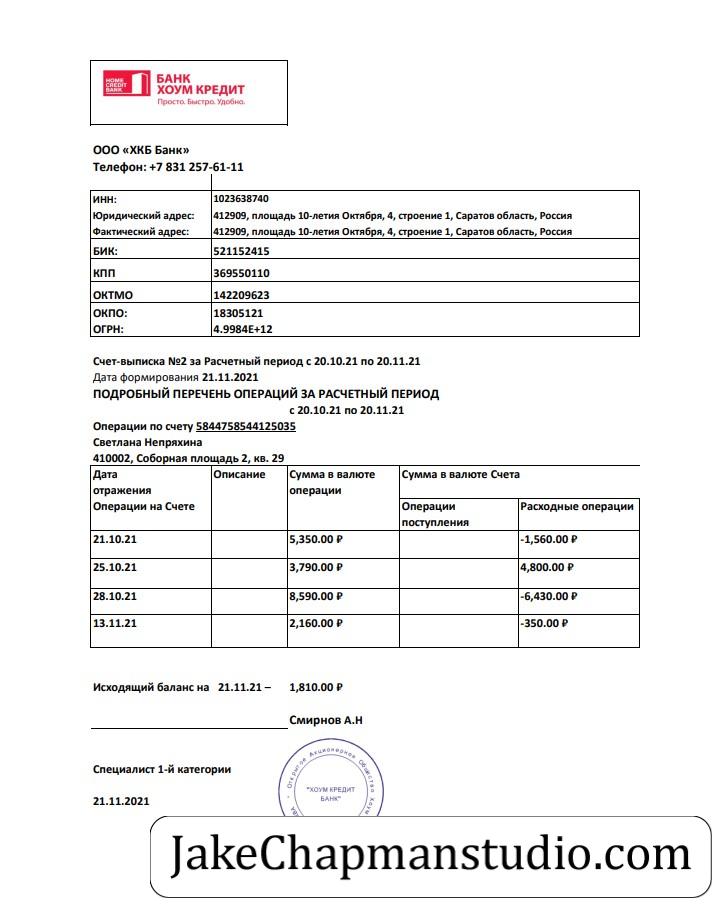 HOME
CREDIT
BANK
БАНК
ХОУМ КРЕДИТ
Просто. Быстро. Удобно.
ООО «ХКБ Банк»
Телефон: +7 831 257-61-11
ИНН: 1023638740
Юридический адрес: 412909, площадь 10-летия Октября, 4, строение 1, Саратов область, Россия
Фактический адрес: 412909, площадь 10-летия Октября, 4, строение 1, Саратов область, Россия
БИК: 521152415
КПП 369550110
ОКТМО 142209623
ОКПО: 18305121
ОГРН: 4.9984E+12
Счет-выписка №2 за Расчетный период с 20.10.21 по 20.11.21
Дата формирования 21.11.2021
ПОДРОБНЫЙ ПЕРЕЧЕНЬ ОПЕРАЦИЙ ЗА РАСЧЕТНЫЙ ПЕРИОД
с 20.10.21 по 20.11.21
Операции по счету 5844758544125035
Светлана Непряхина
410002, Соборная площадь 2, кв. 29
Дата Описание Сумма в валюте Сумма в валюте Счета
отражения операции
Операции на Счете Операции Расходные операции
поступления
21.10.21 5,350.00 ₽ -1,560.00 ₽
25.10.21 3,790.00 ₽ 4,800.00 ₽
28.10.21 8,590.00 ₽ -6,430.00 ₽
13.11.21 2,160.00 ₽ -350.00 ₽
Исходящий баланс на 21.11.21 – 1,810.00 ₽
Смирнов А.Н
Специалист 1-й категории
Открытое Акционерное Общество Хоум
"ХОУМ КРЕДИТ
БАНК"
21.11.2021
JakeChapmanstudio.com